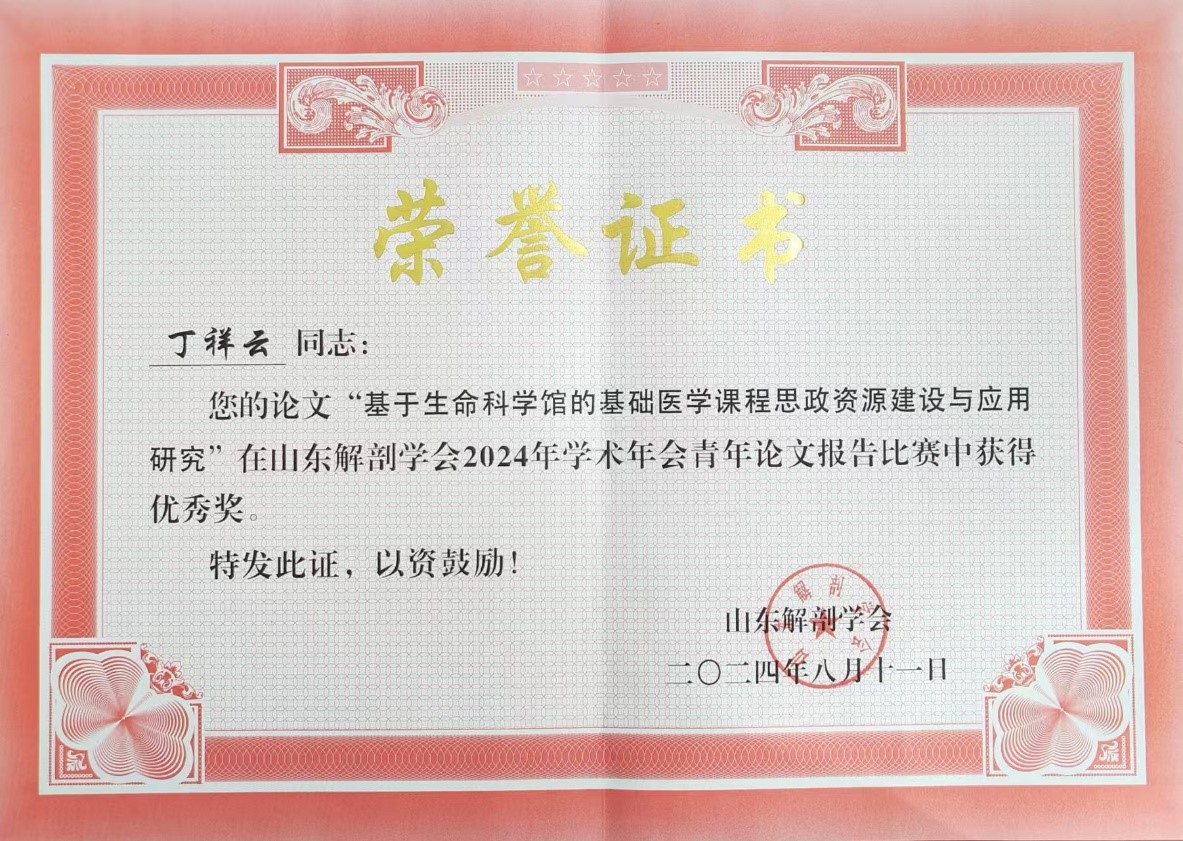 荣誉证书
丁祥云 同志：
您的论文“基于生命科学馆的基础医学课程思政资源建设与应用
研究”在山东解剖学会2024年学术年会青年论文报告比赛中获得
优秀奖。
特发此证，以资鼓励！
山东解剖学会
二〇二四年八月十一日